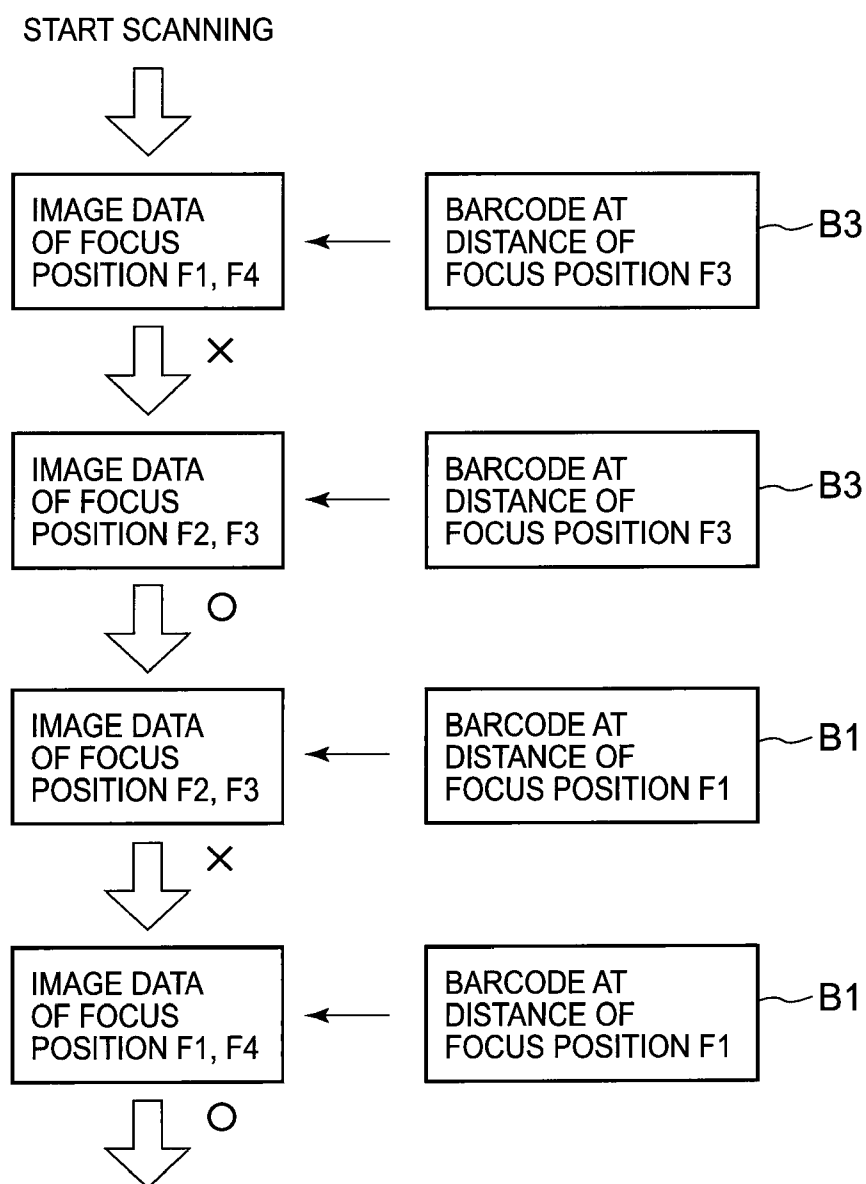 START SCANNING
IMAGE DATA
OF FOCUS
POSITION F1, F4
BARCODE AT
DISTANCE OF
FOCUS POSITION F3
B3
×
IMAGE DATA
OF FOCUS
POSITION F2, F3
BARCODE AT
DISTANCE OF
FOCUS POSITION F3
B3
○
IMAGE DATA
OF FOCUS
POSITION F2, F3
BARCODE AT
DISTANCE OF
FOCUS POSITION F1
B1
×
IMAGE DATA
OF FOCUS
POSITION F1, F4
BARCODE AT
DISTANCE OF
FOCUS POSITION F1
B1
○